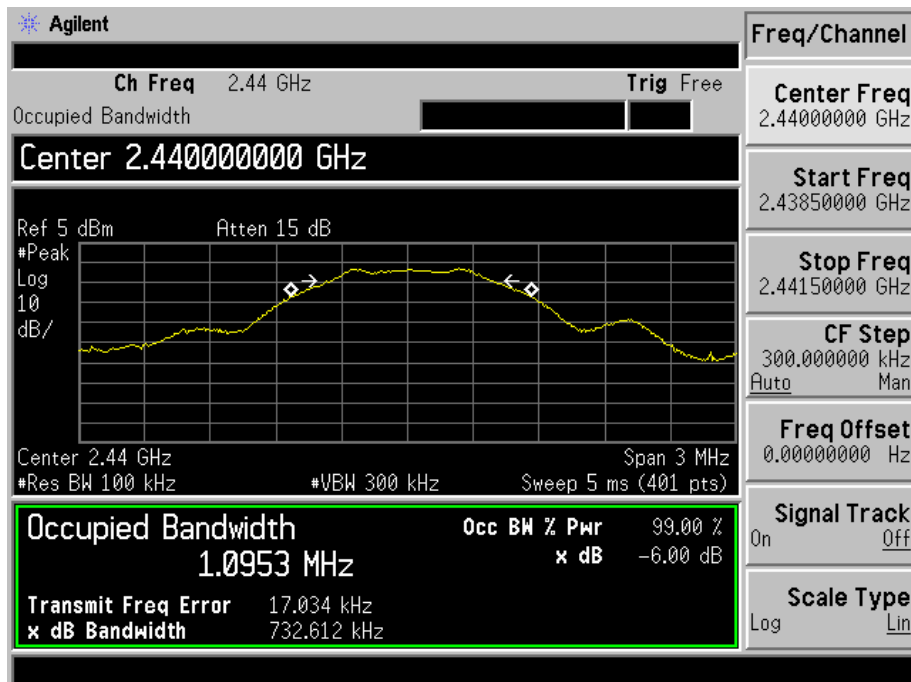 Agilent
Freq/Channel
Ch Freq 2.44 GHz Trig Free
Occupied Bandwidth
Center 2.440000000 GHz
Ref 5 dBm Atten 15 dB
#Peak
Log
10
dB/
Center 2.44 GHz Span 3 MHz
#Res BW 100 kHz #VBW 300 kHz Sweep 5 ms (401 pts)
Occupied Bandwidth Occ BW % Pwr 99.00 %
1.0953 MHz x dB -6.00 dB
Transmit Freq Error 17.034 kHz
x dB Bandwidth 732.612 kHz
Center Freq
2.44000000 GHz
Start Freq
2.43850000 GHz
Stop Freq
2.44150000 GHz
CF Step
300.000000 kHz
Auto Man
Freq Offset
0.00000000 Hz
Signal Track
On Off
Scale Type
Log Lin